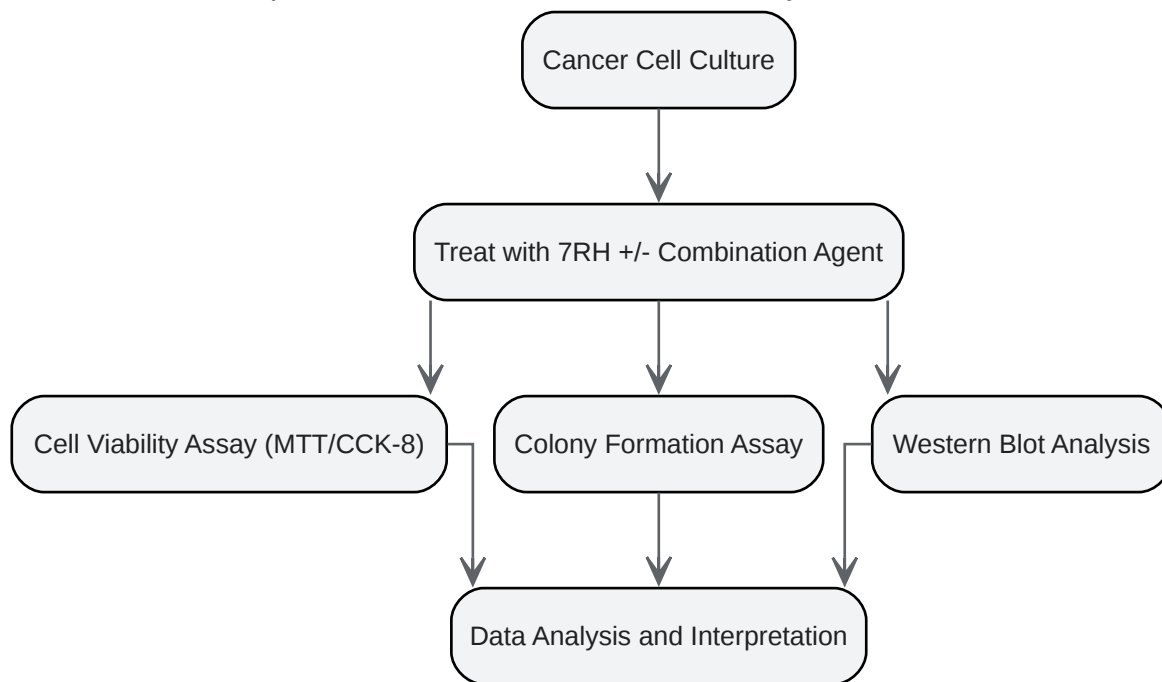 Cancer Cell Culture
Treat with 7RH +/- Combination Agent
Cell Viability Assay (MTT/CCK-8)
Colony Formation Assay
Western Blot Analysis
Data Analysis and Interpretation